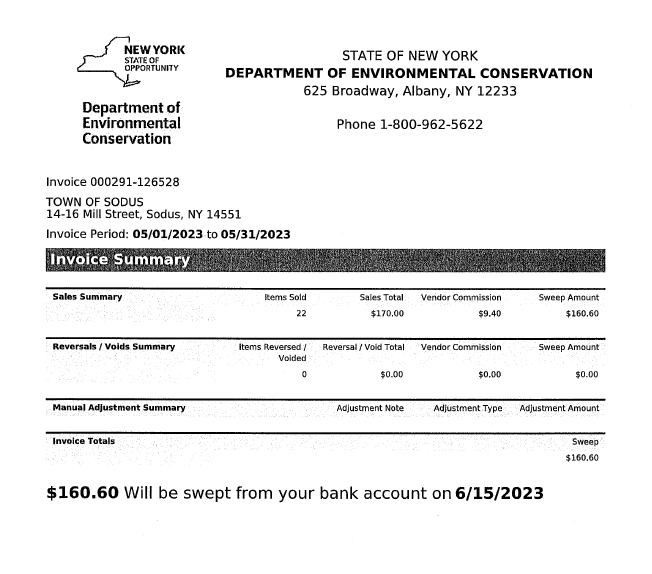 NEW YORK
STATE OF
OPPORTUNITY
Department of
Environmental
Conservation
STATE OF NEW YORK
DEPARTMENT OF ENVIRONMENTAL CONSERVATION
625 Broadway, Albany, NY 12233
Phone 1-800-962-5622
Invoice 000291-126528
TOWN OF SODUS
14-16 Mill Street, Sodus, NY 14551
Invoice Period: 05/01/2023 to 05/31/2023
Invoice Summary
Sales Summary Items Sold Sales Total Vendor Commission Sweep Amount
22 $170.00 $9.40 $160.60
Reversals / Voids Summary Items Reversed / Reversal / Void Total Vendor Commission Sweep Amount
Voided
0 $0.00 $0.00 $0.00
Manual Adjustment Summary Adjustment Note Adjustment Type Adjustment Amount
Invoice Totals Sweep
$160.60
$160.60 Will be swept from your bank account on 6/15/2023